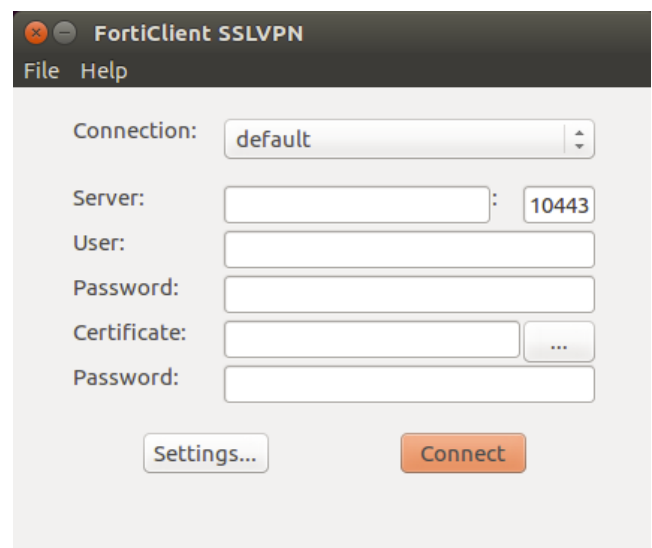 FortiClient SSLVPN
File Help
Connection: default
Server: : 10443
User:
Password:
Certificate: ...
Password:
Settings... Connect